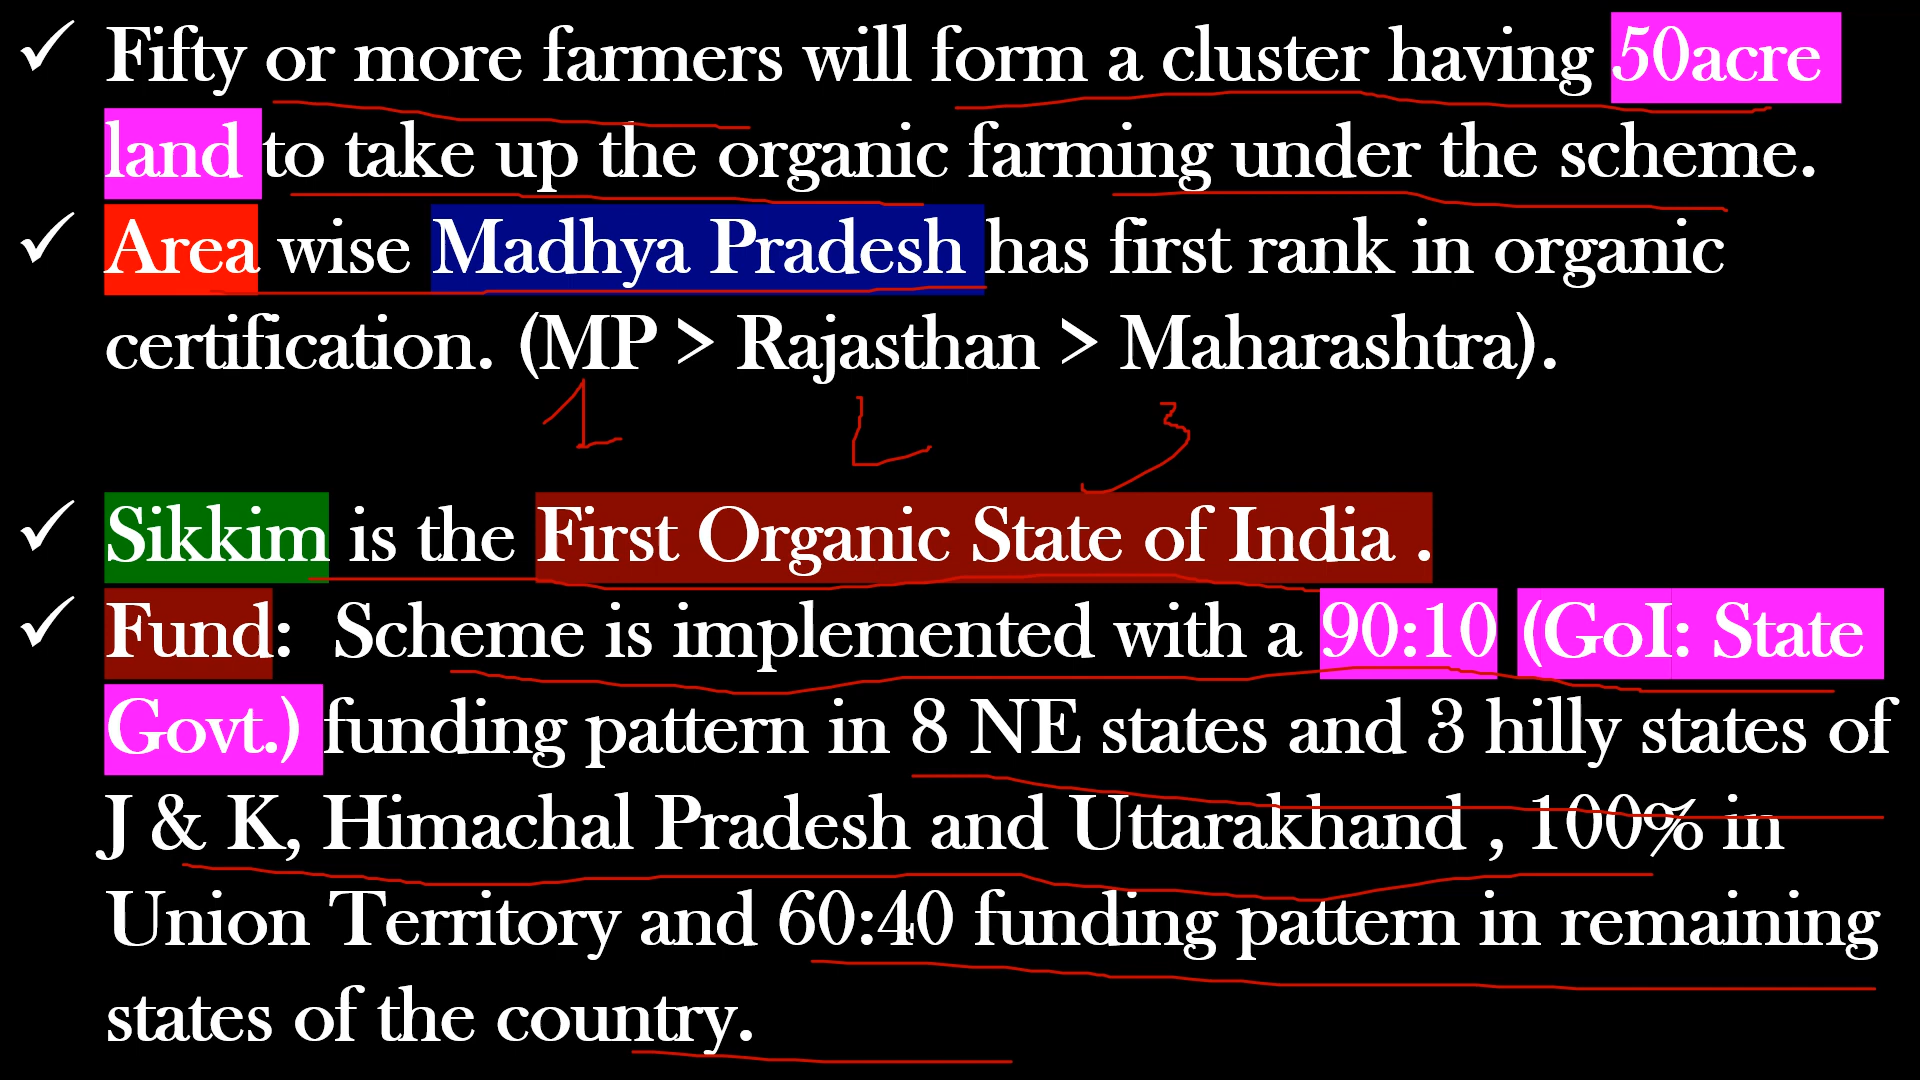 ✓ Fifty or more farmers will form a cluster having 50acre
land to take up the organic farming under the scheme.
✓ Area wise Madhya Pradesh has first rank in organic
certification. (MP > Rajasthan > Maharashtra).
1 2 3
✓ Sikkim is the First Organic State of India .
✓ Fund: Scheme is implemented with a 90:10 (GoI: State
Govt.) funding pattern in 8 NE states and 3 hilly states of
J & K, Himachal Pradesh and Uttarakhand , 100% in
Union Territory and 60:40 funding pattern in remaining
states of the country.